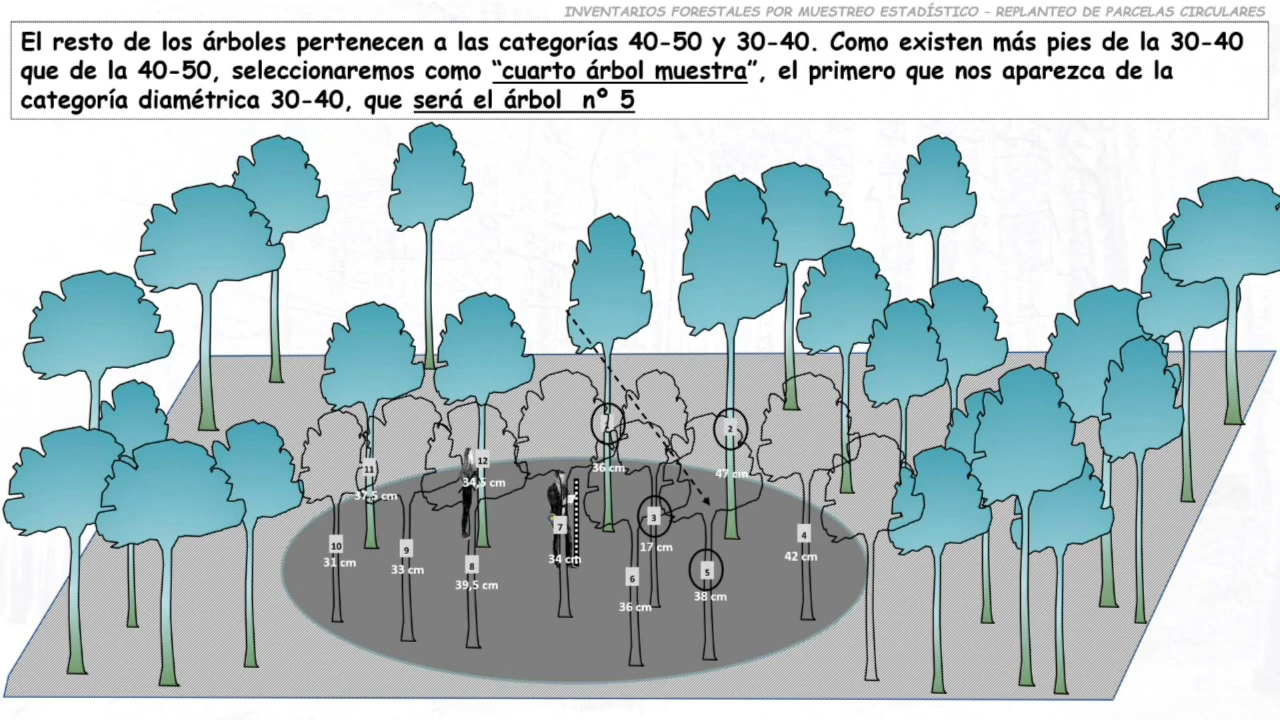 INVENTARIOS FORESTALES POR MUESTREO ESTADÍSTICO - REPLANTEO DE PARCELAS CIRCULARES
El resto de los árboles pertenecen a las categorías 40-50 y 30-40. Como existen más pies de la 30-40
que de la 40-50, seleccionaremos como “cuarto árbol muestra”, el primero que nos aparezca de la
categoría diamétrica 30-40, que será el árbol nº 5
2
36 cm
47 cm
11
37,5 cm
12
34,5 cm
3
17 cm
7
34 cm
4
42 cm
10
31 cm
9
33 cm
8
39,5 cm
6
36 cm
5
38 cm